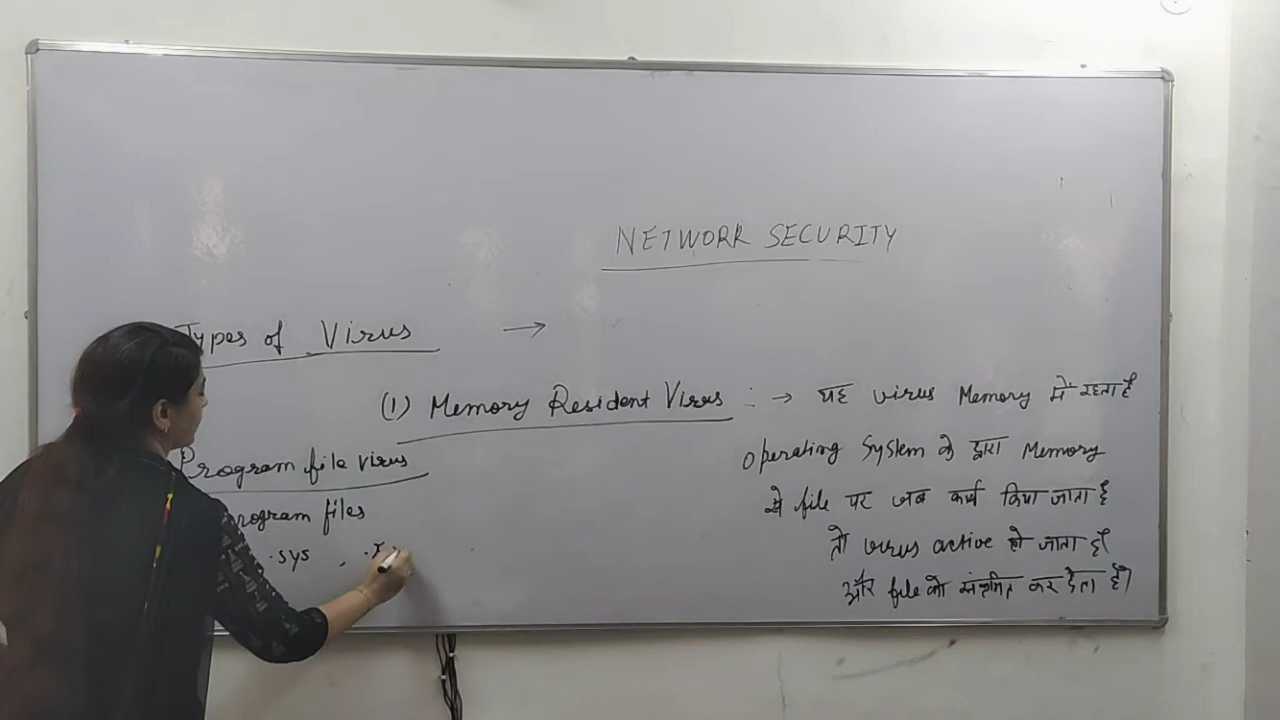 NETWORK SECURITY
Types of Virus →
(1) Memory Resident Virus : → यह virus Memory में रहता है
Operating System के द्वारा Memory
से file पर जब कार्य किया जाता है
तो virus active हो जाता है।
और file को संक्रमित कर देता है।
Program file virus
Program files
.sys ,